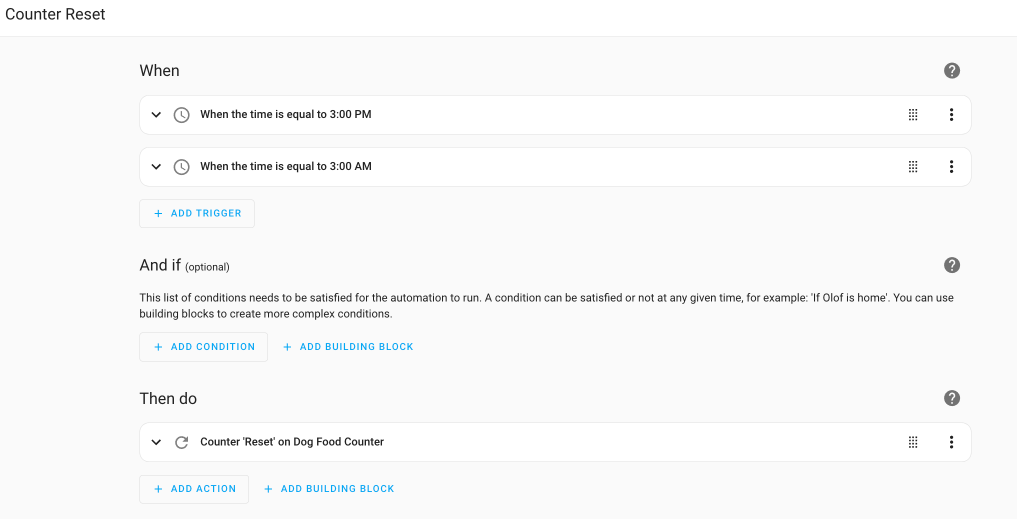 Counter Reset
When
When the time is equal to 3:00 PM
When the time is equal to 3:00 AM
+ ADD TRIGGER
And if (optional)
This list of conditions needs to be satisfied for the automation to run. A condition can be satisfied or not at any given time, for example: 'If Olof is home'. You can use
building blocks to create more complex conditions.
+ ADD CONDITION + ADD BUILDING BLOCK
Then do
Counter 'Reset' on Dog Food Counter
+ ADD ACTION + ADD BUILDING BLOCK